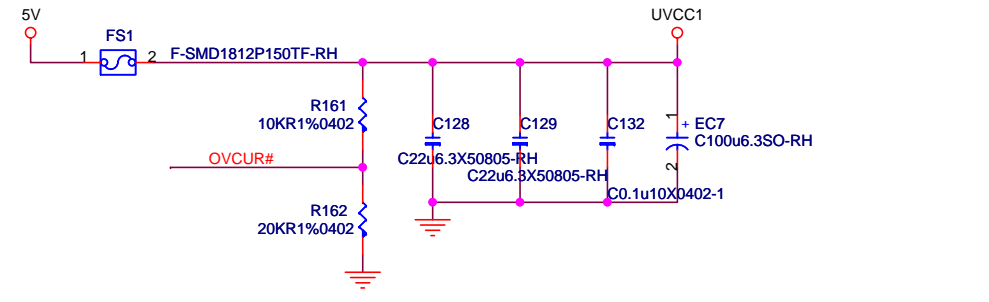 5V
UVCC1
FS1
1
2
F-SMD1812P150TF-RH
R161
10KR1%0402
C128
C129
C132
1
+
EC7
C100u6.3SO-RH
2
OVCUR#
C22u6.3X50805-RH
C22u6.3X50805-RH
C0.1u10X0402-1
R162
20KR1%0402